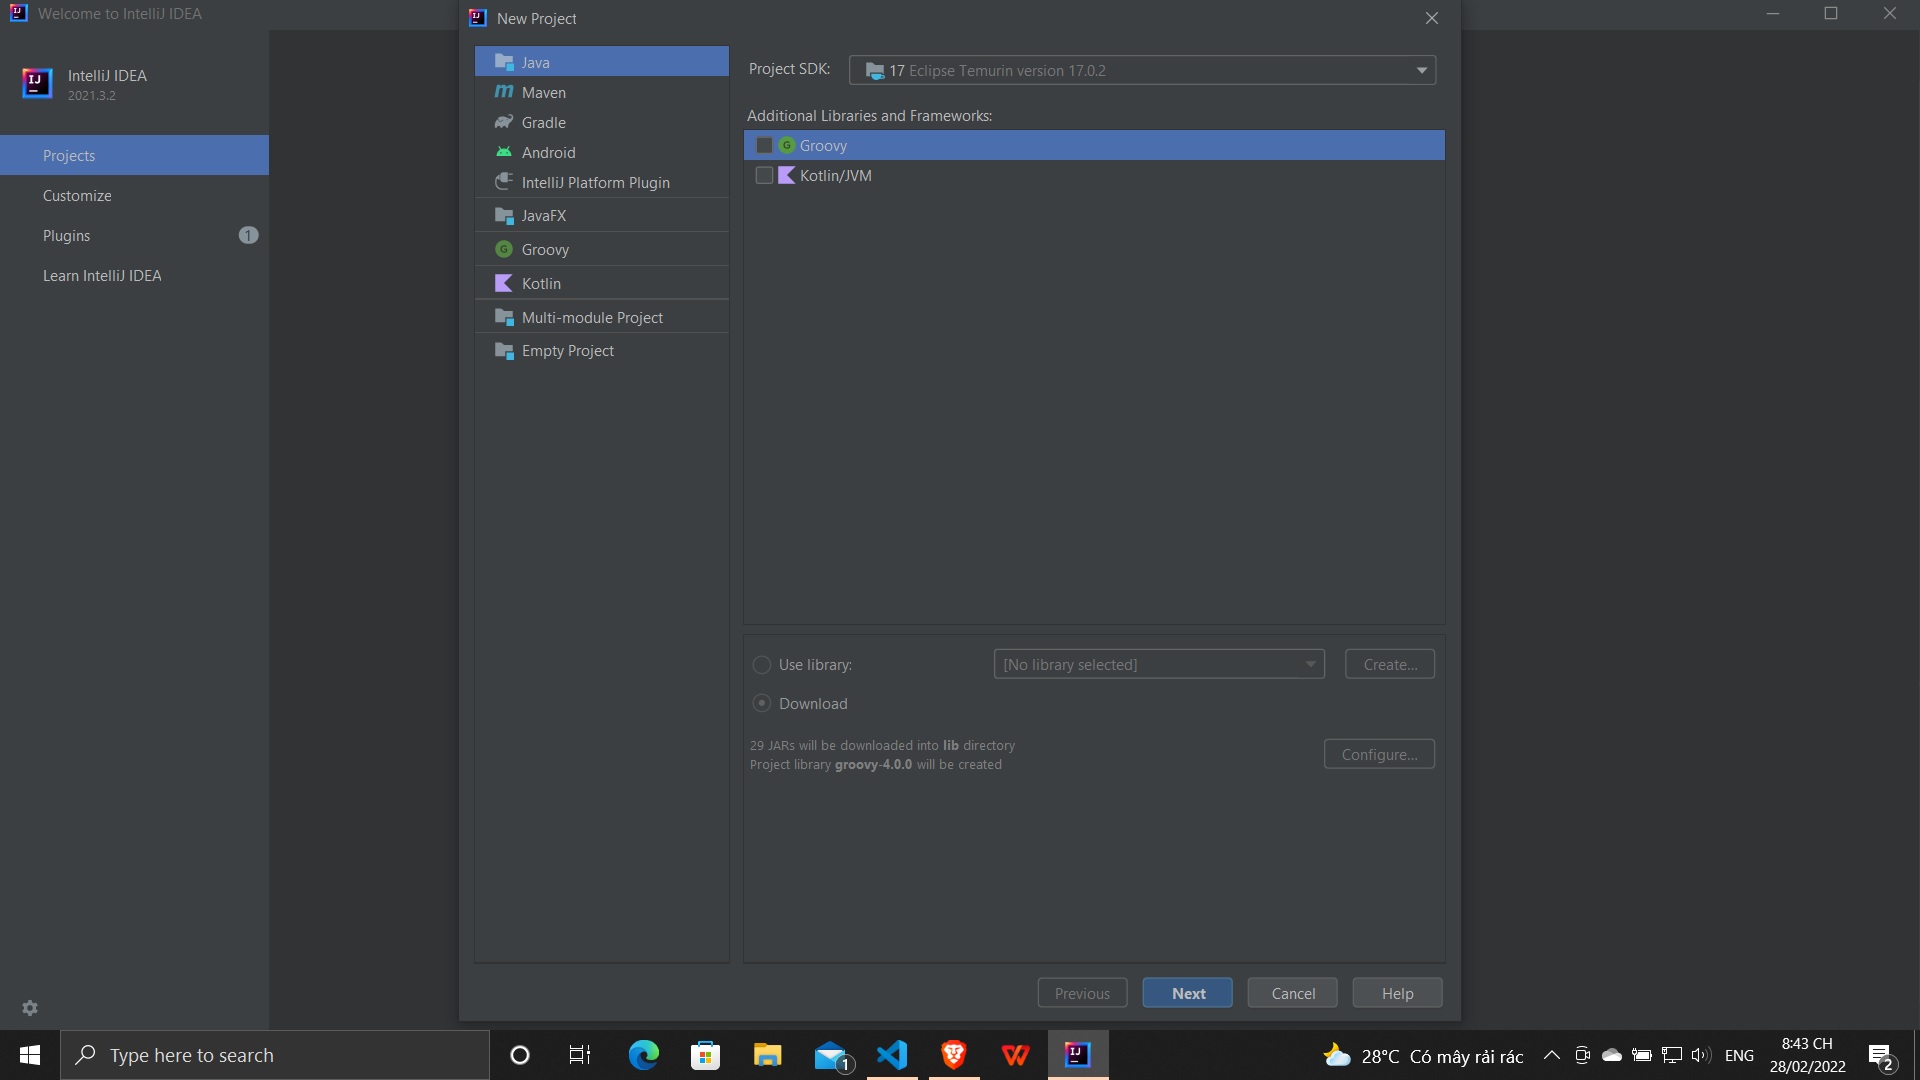 Welcome to IntelliJ IDEA
New Project
IntelliJ IDEA
2021.3.2
Projects
Customize
Plugins 1
Learn IntelliJ IDEA
Java
Maven
Gradle
Android
IntelliJ Platform Plugin
JavaFX
Groovy
Kotlin
Multi-module Project
Empty Project
Project SDK: 17 Eclipse Temurin version 17.0.2
Additional Libraries and Frameworks:
Groovy
Kotlin/JVM
Use library: [No library selected] Create...
Download
29 JARs will be downloaded into lib directory
Project library groovy-4.0.0 will be created
Configure...
Previous Next Cancel Help
Type here to search
1
28°C Có mây rải rác
ENG
8:43 CH
28/02/2022
2